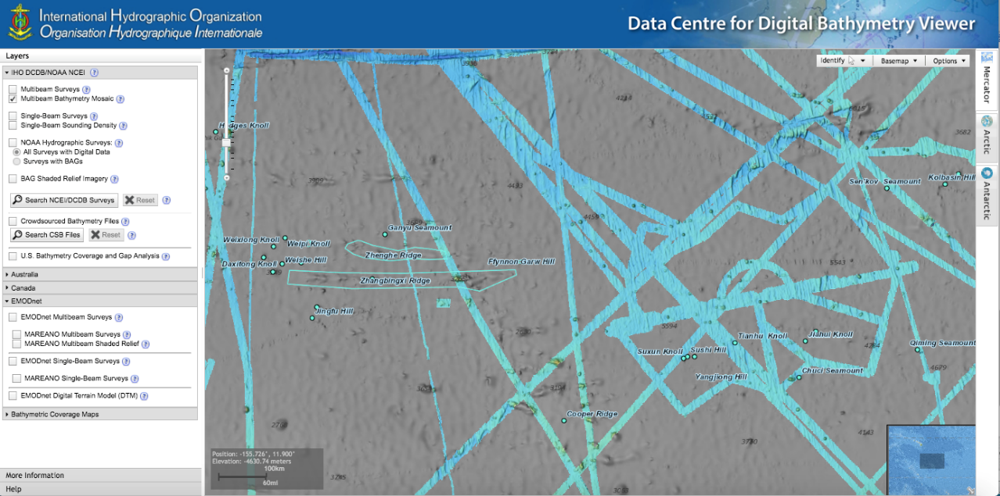 International Hydrographic Organization
Organisation Hydrographique Internationale
Data Centre for Digital Bathymetry Viewer
Layers
IHO DCDB/NOAA NCEI ?
Multibeam Surveys ?
Multibeam Bathymetry Mosaic ?
Single-Beam Surveys ?
Single-Beam Sounding Density ?
NOAA Hydrographic Surveys: ?
All Surveys with Digital Data
Surveys with BAGs
BAG Shaded Relief Imagery ?
Search NCEI/DCDB Surveys Reset ?
Crowdsourced Bathymetry Files ?
Search CSB Files Reset ?
U.S. Bathymetry Coverage and Gap Analysis ?
Australia
Canada
EMODnet
EMODnet Multibeam Surveys ?
MAREANO Multibeam Surveys ?
MAREANO Multibeam Shaded Relief ?
EMODnet Single-Beam Surveys ?
MAREANO Single-Beam Surveys ?
EMODnet Digital Terrain Model (DTM) ?
Bathymetric Coverage Maps
More Information
Help
Identify Basemap Options
Mercator
Arctic
Antarctic
4218
3682
Kolbasin Hill
Sen'kov Seamount
4493
4459
Ganyu Seamount
Weixiong Knoll
Weipi Knoll
Zhenghe Ridge
Daxitong Knoll
Weishe Hill
Ffynnon Garw Hill
5543
Zhangbingxi Ridge
Jingfu Hill
5594
Tianhu Knoll
Jiahui Knoll
4254
Qiming Seamount
Suxun Knoll
Sushi Hill
4679
Chuci Seamount
Yangjiong Hill
Cooper Ridge
4143
Position: -155.726°, 11.900°
Elevation: -4630.74 meters
100km
60mi